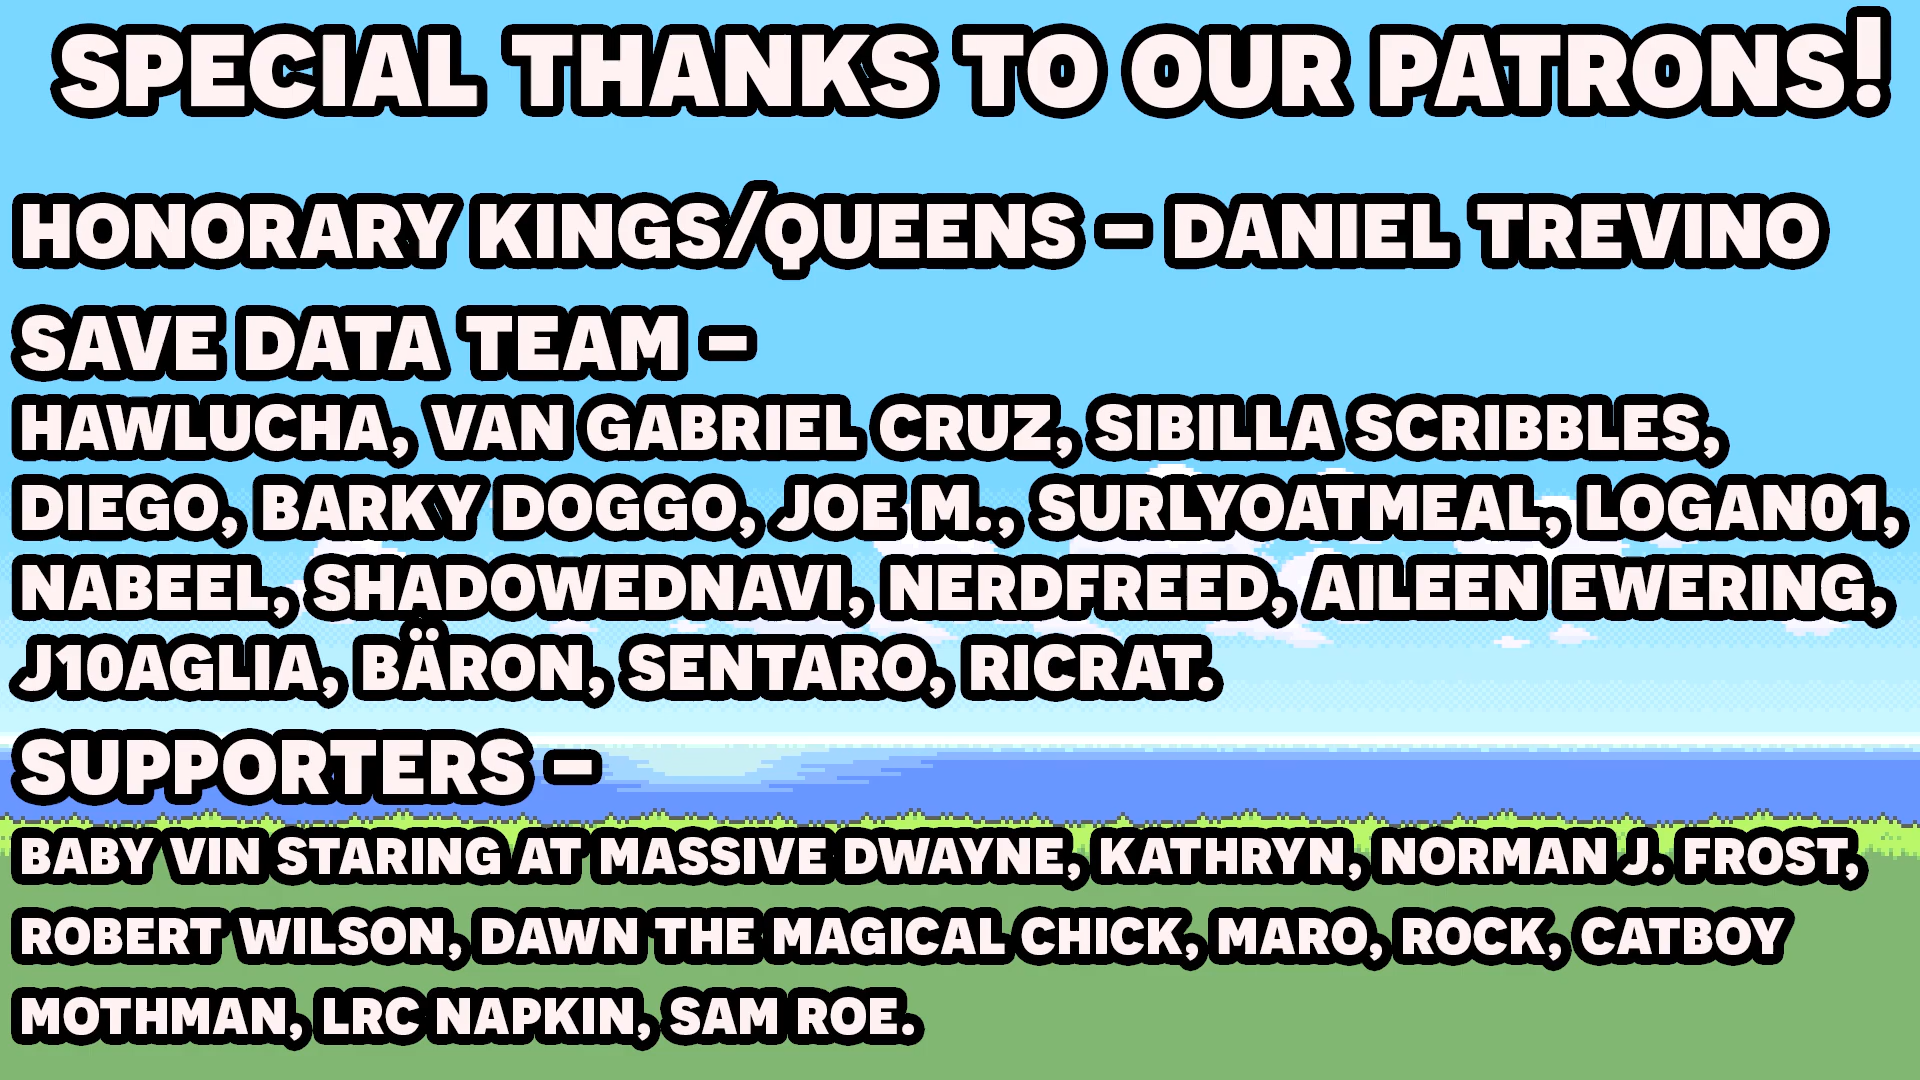 SPECIAL THANKS TO OUR PATRONS!
HONORARY KINGS/QUEENS – DANIEL TREVINO
SAVE DATA TEAM –
HAWLUCHA, VAN GABRIEL CRUZ, SIBILLA SCRIBBLES,
DIEGO, BARKY DOGGO, JOE M., SURLYOATMEAL, LOGAN01,
NABEEL, SHADOWEDNAVI, NERDFREED, AILEEN EWERING,
J10AGLIA, BÄRON, SENTARO, RICRAT.
SUPPORTERS –
BABY VIN STARING AT MASSIVE DWAYNE, KATHRYN, NORMAN J. FROST,
ROBERT WILSON, DAWN THE MAGICAL CHICK, MARO, ROCK, CATBOY
MOTHMAN, LRC NAPKIN, SAM ROE.